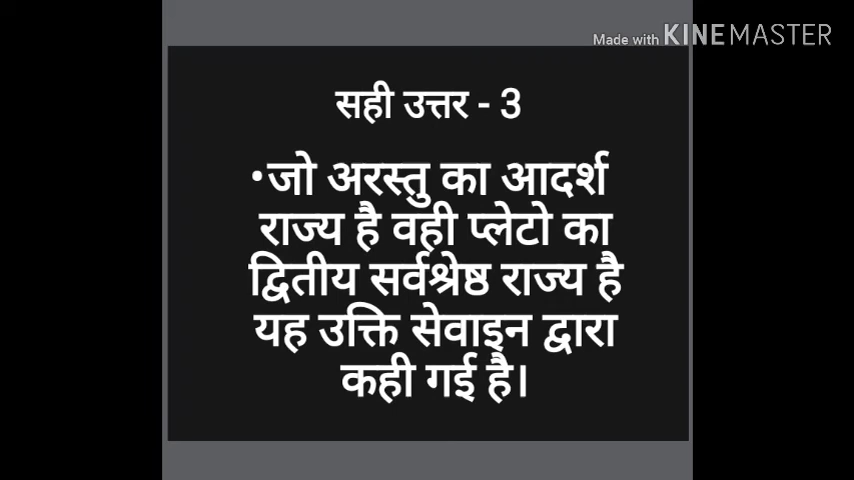 Made with KINEMASTER
सही उत्तर - 3
•जो अरस्तु का आदर्श
राज्य है वही प्लेटो का
द्वितीय सर्वश्रेष्ठ राज्य है
यह उक्ति सेवाइन द्वारा
कही गई है।